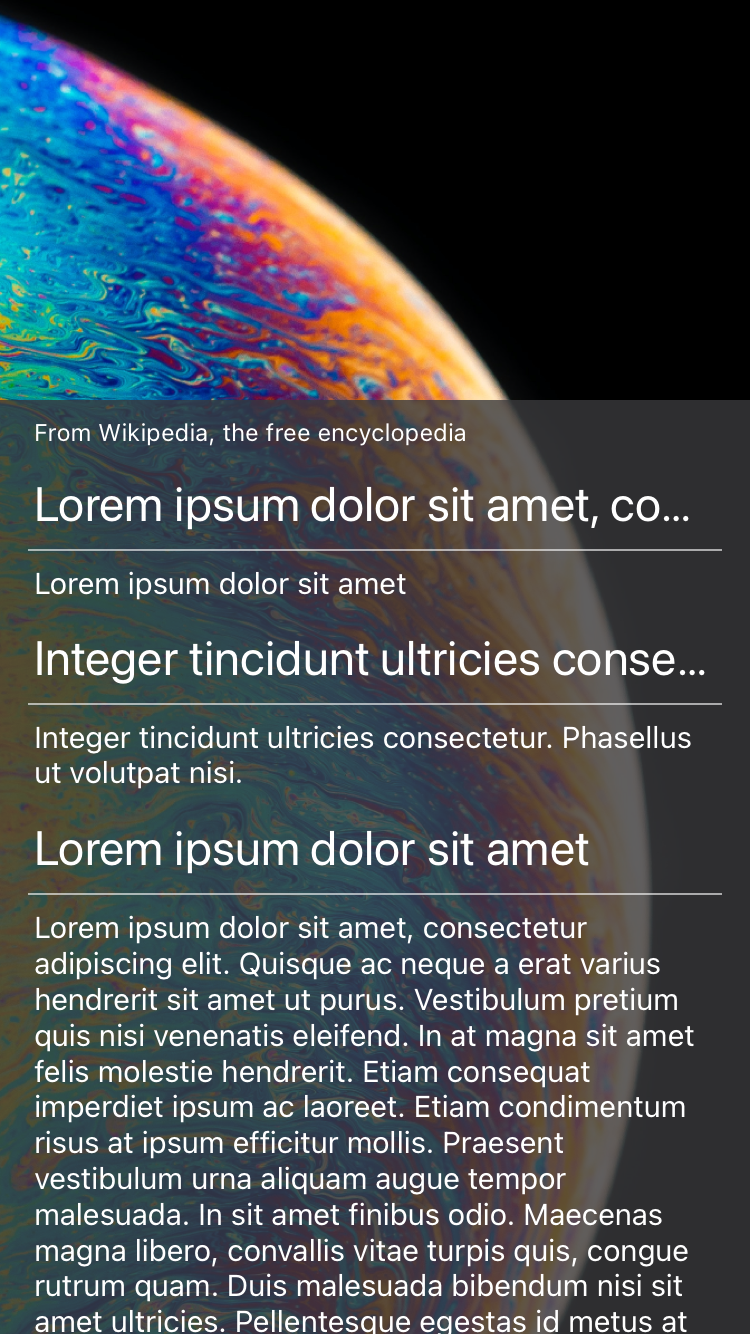 From Wikipedia, the free encyclopedia
Lorem ipsum dolor sit amet, co...
Lorem ipsum dolor sit amet
Integer tincidunt ultricies conse...
Integer tincidunt ultricies consectetur. Phasellus
ut volutpat nisi.
Lorem ipsum dolor sit amet
Lorem ipsum dolor sit amet, consectetur
adipiscing elit. Quisque ac neque a erat varius
hendrerit sit amet ut purus. Vestibulum pretium
quis nisi venenatis eleifend. In at magna sit amet
felis molestie hendrerit. Etiam consequat
imperdiet ipsum ac laoreet. Etiam condimentum
risus at ipsum efficitur mollis. Praesent
vestibulum urna aliquam augue tempor
malesuada. In sit amet finibus odio. Maecenas
magna libero, convallis vitae turpis quis, congue
rutrum quam. Duis malesuada bibendum nisi sit
amet ultricies. Pellentesque egestas id metus at